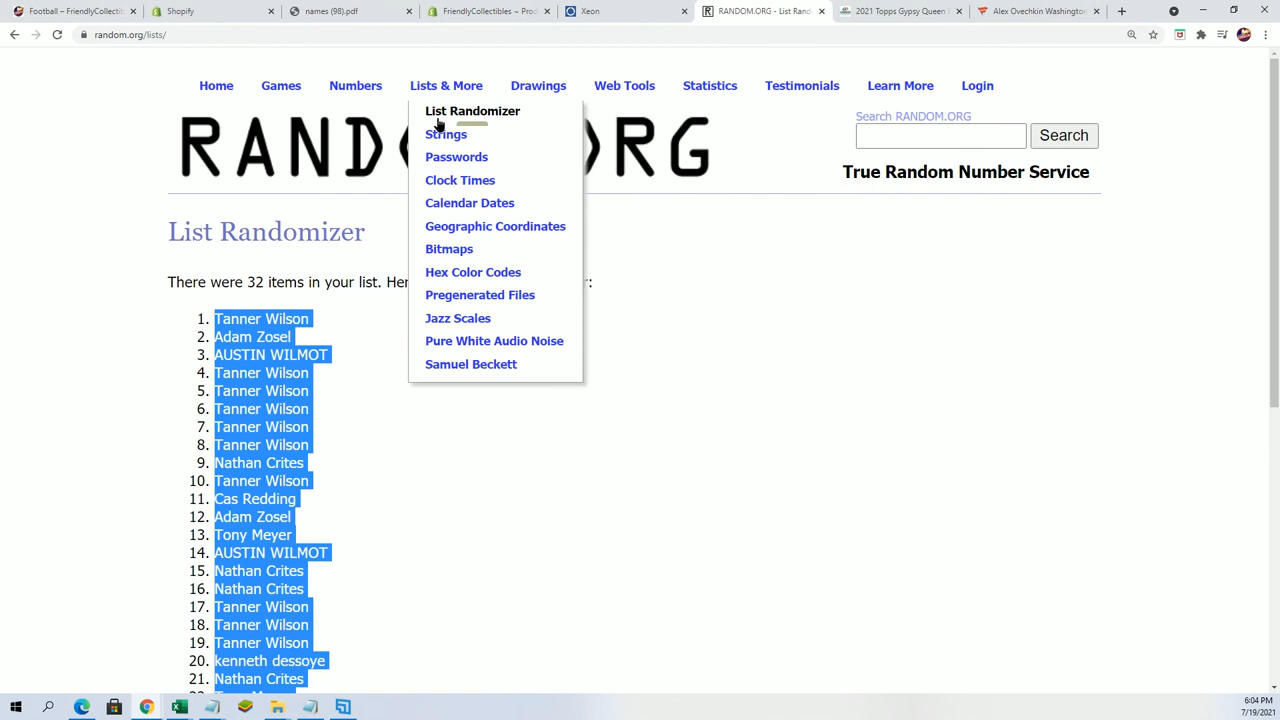 Football – FriendlyCollectib
Shopify
names (98).pdf
FriendlyCollectibles ~ Produ
Xeon
RANDOM.ORG - List Random
2021 Topps Gypsy Queen
Alex Ovechkin Washington
random.org/lists/
Home Games Numbers Lists & More Drawings Web Tools Statistics Testimonials Learn More Login
List Randomizer
Strings
Passwords
Clock Times
Calendar Dates
Geographic Coordinates
Bitmaps
Hex Color Codes
Pregenerated Files
Jazz Scales
Pure White Audio Noise
Samuel Beckett
Search RANDOM.ORG
Search
RAND ORG
True Random Number Service
List Randomizer
There were 32 items in your list. Her :
1. Tanner Wilson
2. Adam Zosel
3. AUSTIN WILMOT
4. Tanner Wilson
5. Tanner Wilson
6. Tanner Wilson
7. Tanner Wilson
8. Tanner Wilson
9. Nathan Crites
10. Tanner Wilson
11. Cas Redding
12. Adam Zosel
13. Tony Meyer
14. AUSTIN WILMOT
15. Nathan Crites
16. Nathan Crites
17. Tanner Wilson
18. Tanner Wilson
19. Tanner Wilson
20. kenneth dessoye
21. Nathan Crites
6:04 PM
7/19/2021